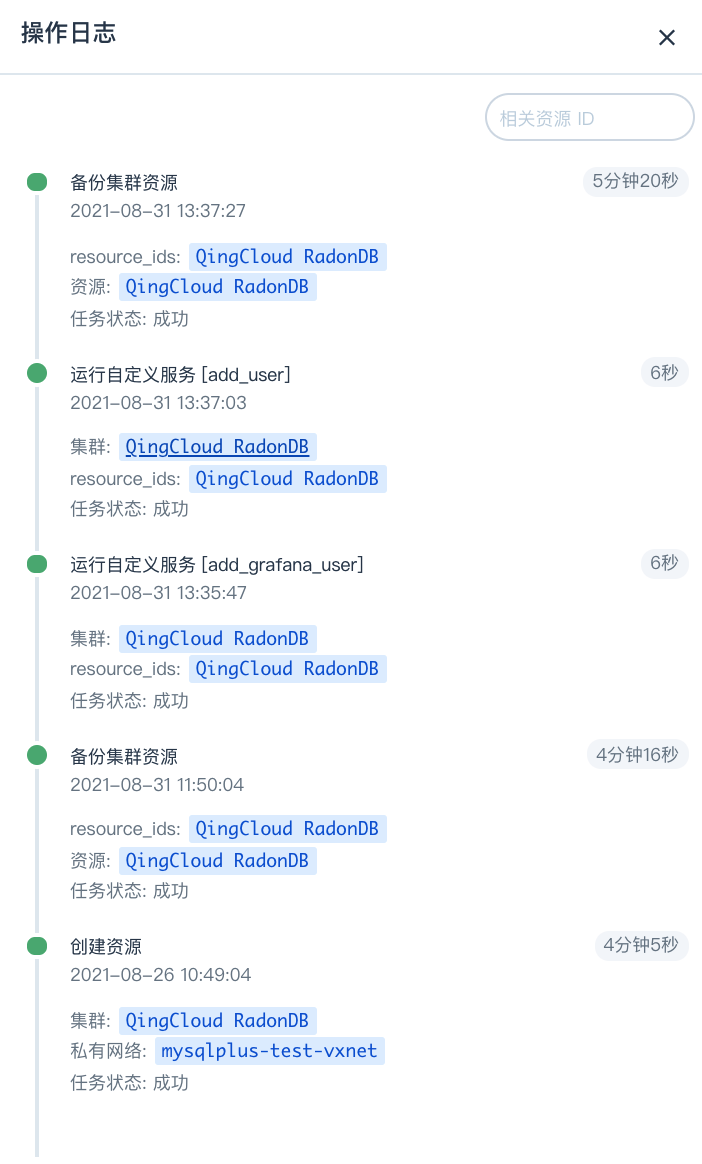 操作日志
相关资源 ID
备份集群资源 5分钟20秒
2021-08-31 13:37:27
resource_ids: QingCloud RadonDB
资源: QingCloud RadonDB
任务状态: 成功
运行自定义服务 [add_user] 6秒
2021-08-31 13:37:03
集群: QingCloud RadonDB
resource_ids: QingCloud RadonDB
任务状态: 成功
运行自定义服务 [add_grafana_user] 6秒
2021-08-31 13:35:47
集群: QingCloud RadonDB
resource_ids: QingCloud RadonDB
任务状态: 成功
备份集群资源 4分钟16秒
2021-08-31 11:50:04
resource_ids: QingCloud RadonDB
资源: QingCloud RadonDB
任务状态: 成功
创建资源 4分钟5秒
2021-08-26 10:49:04
集群: QingCloud RadonDB
私有网络: mysqlplus-test-vxnet
任务状态: 成功